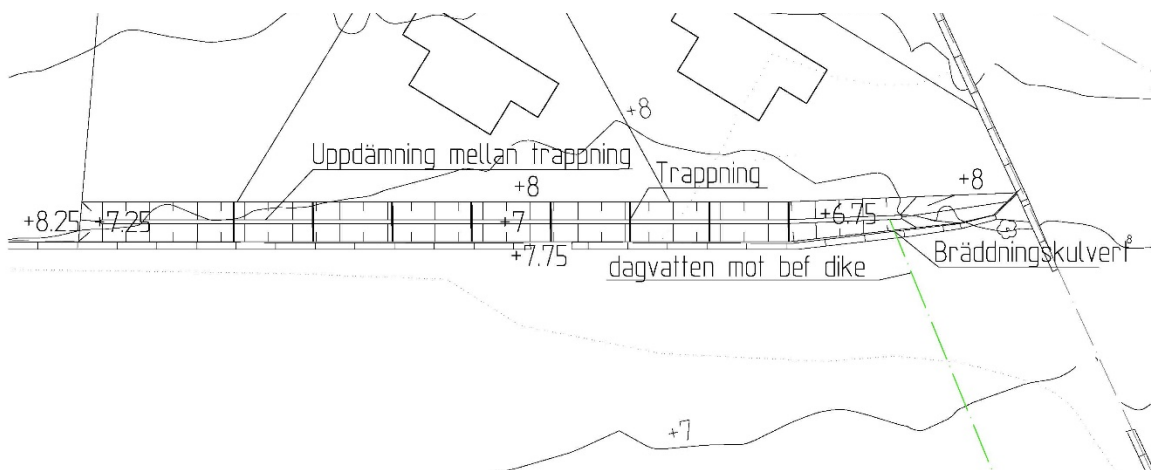 +8
Uppdämning mellan trappning
Trappning
+8
+8
+8.25
+7.25
+7
+6.75
+7.75
Bräddningskulvert
8
dagvatten mot bef dike
+7